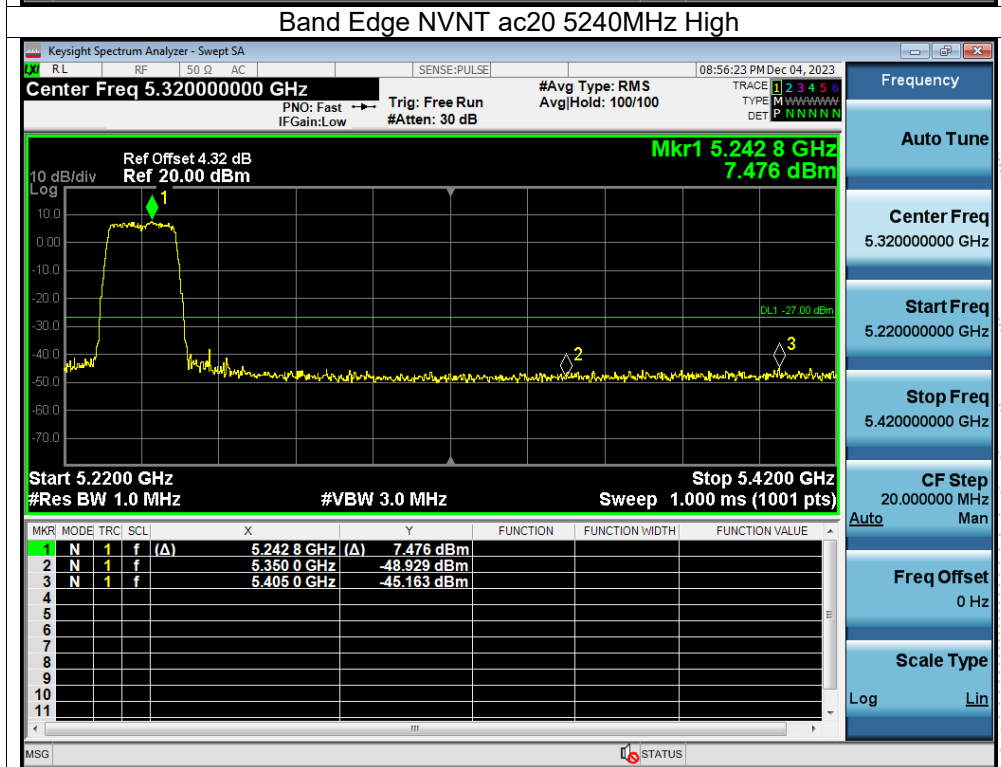 Band Edge NVNT ac20 5240MHz High
Keysight Spectrum Analyzer - Swept SA
LXI RL RF 50 Ω AC SENSE:PULSE 08:56:23 PM Dec 04, 2023
Center Freq 5.320000000 GHz #Avg Type: RMS TRACE 1 2 3 4 5 6
PNO: Fast Trig: Free Run Avg|Hold: 100/100 TYPE M WWWWW
IFGain:Low #Atten: 30 dB DET P N N N N N
Ref Offset 4.32 dB Mkr1 5.242 8 GHz
10 dB/div Ref 20.00 dBm 7.476 dBm
Log
1
10.0
0.00
-10.0
-20.0
DL1 -27.00 dBm
-30.0
-40.0
2
3
-50.0
-60.0
-70.0
Start 5.2200 GHz Stop 5.4200 GHz
#Res BW 1.0 MHz #VBW 3.0 MHz Sweep 1.000 ms (1001 pts)
MKR MODE TRC SCL X Y FUNCTION FUNCTION WIDTH FUNCTION VALUE
1 N 1 f (Δ) 5.242 8 GHz (Δ) 7.476 dBm
2 N 1 f 5.350 0 GHz -48.929 dBm
3 N 1 f 5.405 0 GHz -45.163 dBm
4
5
6
7
8
9
10
11
MSG STATUS
Frequency
Auto Tune
Center Freq
5.320000000 GHz
Start Freq
5.220000000 GHz
Stop Freq
5.420000000 GHz
CF Step
20.000000 MHz
Auto Man
Freq Offset
0 Hz
Scale Type
Log Lin